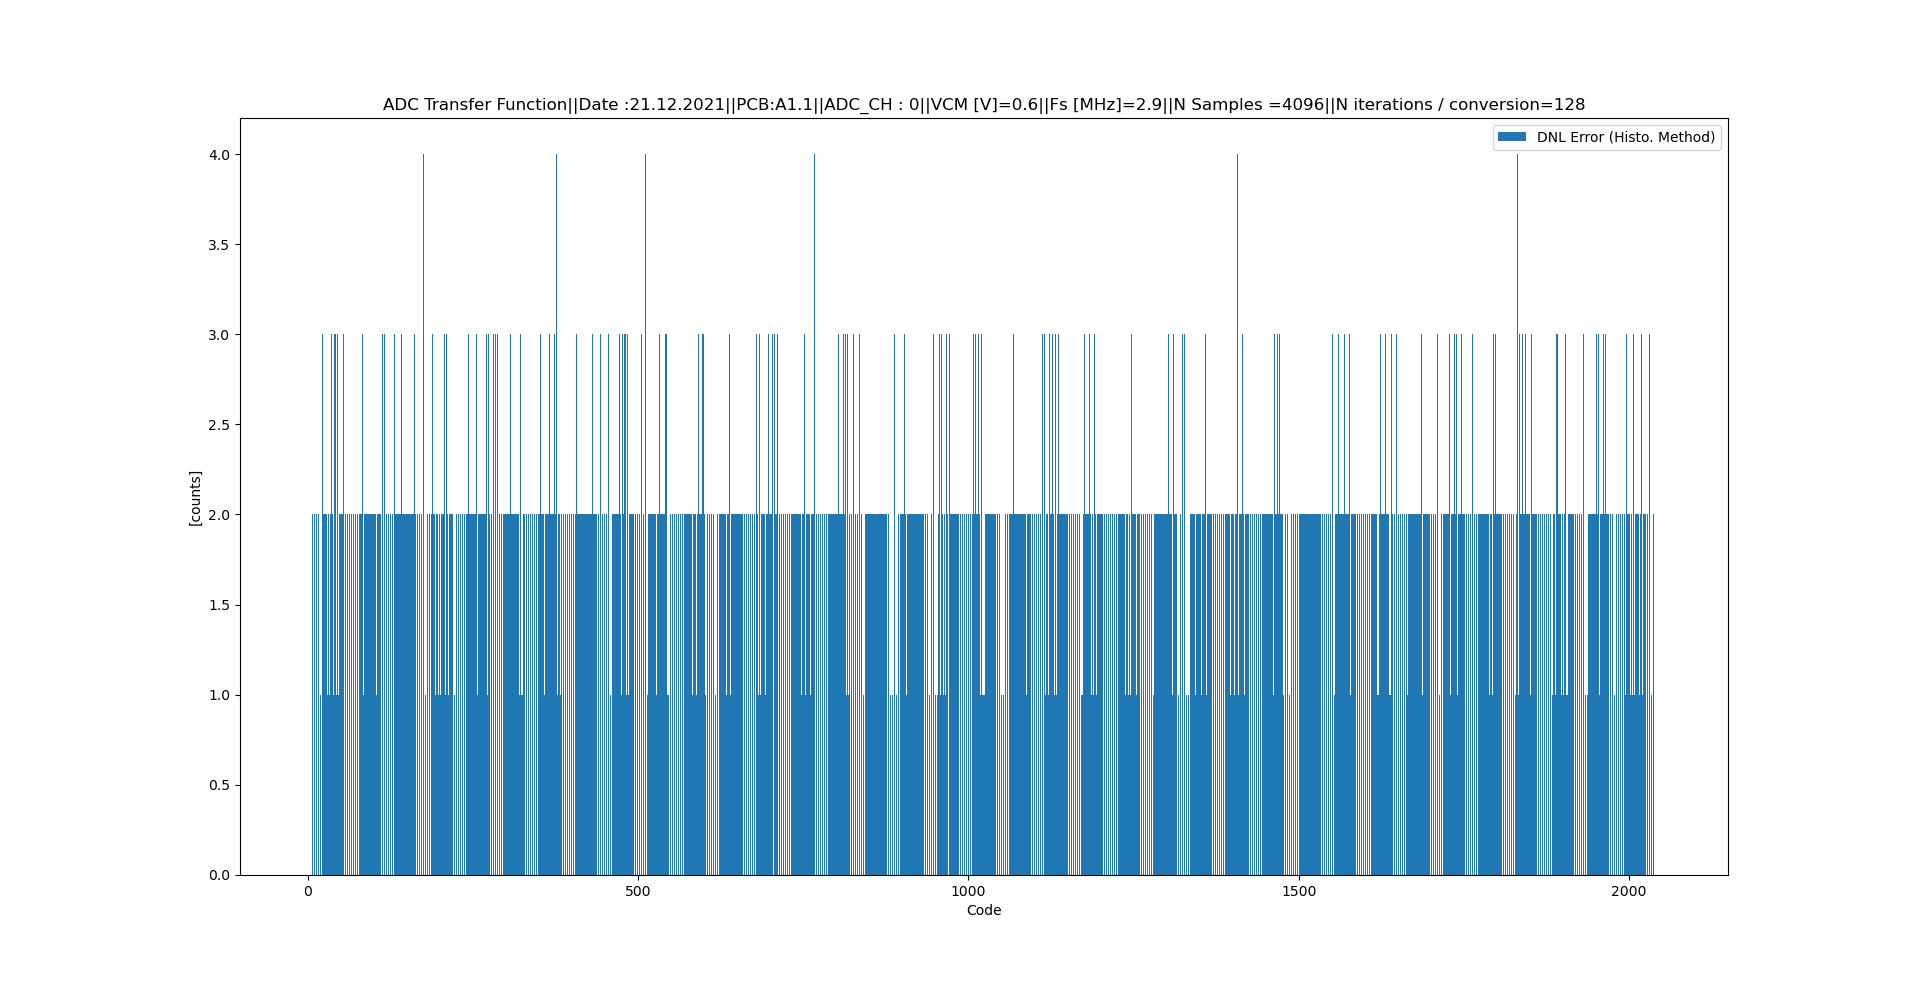 ADC Transfer Function||Date :21.12.2021||PCB:A1.1||ADC_CH : 0||VCM [V]=0.6||Fs [MHz]=2.9||N Samples =4096||N iterations / conversion=128
DNL Error (Histo. Method)
4.0
3.5
3.0
2.5
2.0
1.5
1.0
0.5
0.0
[counts]
0 500 1000 1500 2000
Code